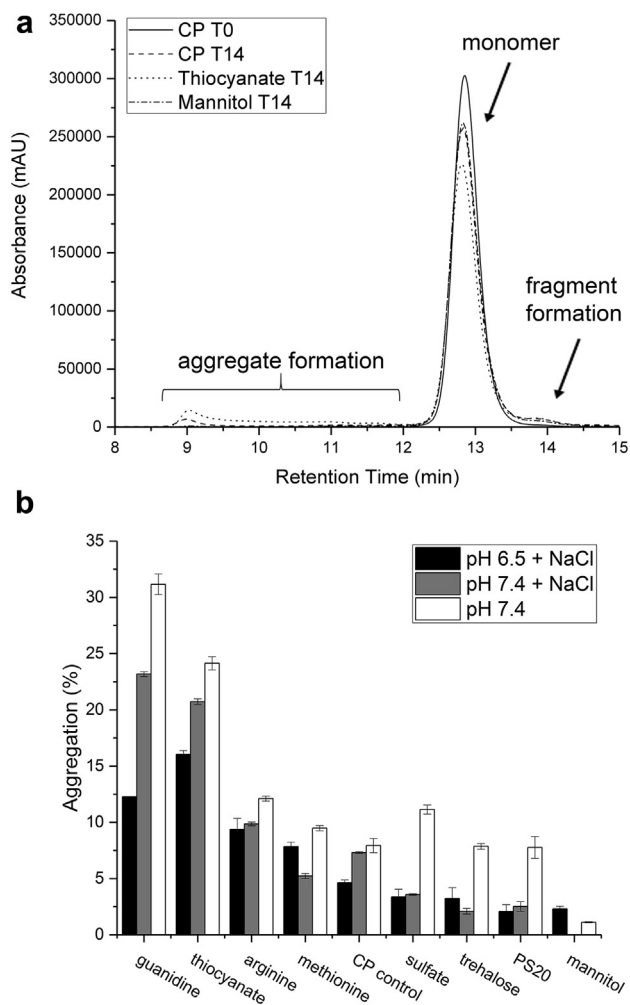 a
CP T0
CP T14
Thiocyanate T14
Mannitol T14
monomer
fragment
formation
aggregate formation
Absorbance (mAU)
350000
300000
250000
200000
150000
100000
50000
0
8 9 10 11 12 13 14 15
Retention Time (min)
b
pH 6.5 + NaCl
pH 7.4 + NaCl
pH 7.4
Aggregation (%)
35
30
25
20
15
10
5
0
guanidine
thiocyanate
arginine
methionine
CP control
sulfate
trehalose
PS20
mannitol